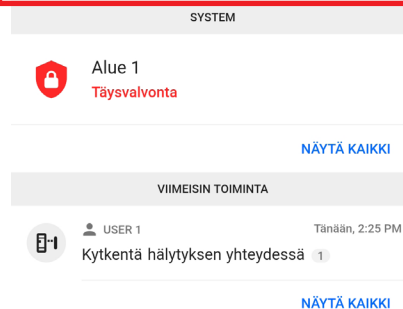 SYSTEM
Alue 1
Täysvalvonta
NÄYTÄ KAIKKI
VIIMEISIN TOIMINTA
USER 1 Tänään, 2:25 PM
Kytkentä hälytyksen yhteydessä 1
NÄYTÄ KAIKKI